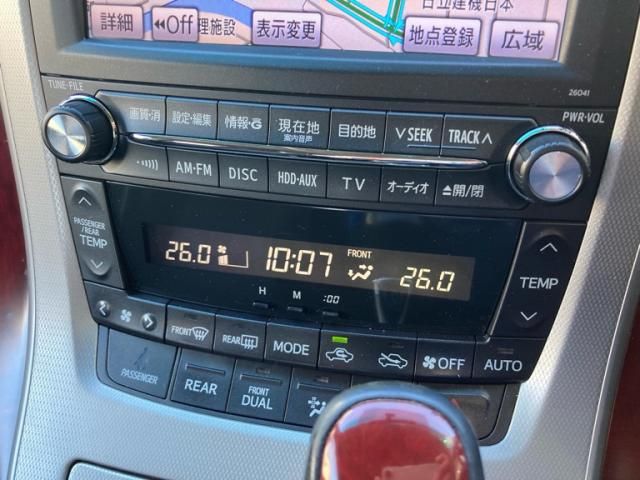 日立建機日本
詳細 ◀◀Off 理施設 表示変更 地点登録 広域
TUNE・FILE 26041
PWR・VOL
画質・消 設定・編集 情報・G 現在地 目的地 ∨SEEK TRACK∧
案内音声
AM・FM DISC HDD・AUX TV オーディオ ▲開/閉
PASSENGER
/REAR
TEMP
26.0 10:07 FRONT 26.0
TEMP
H M :00
FRONT REAR MODE OFF AUTO
PASSENGER REAR FRONT
DUAL